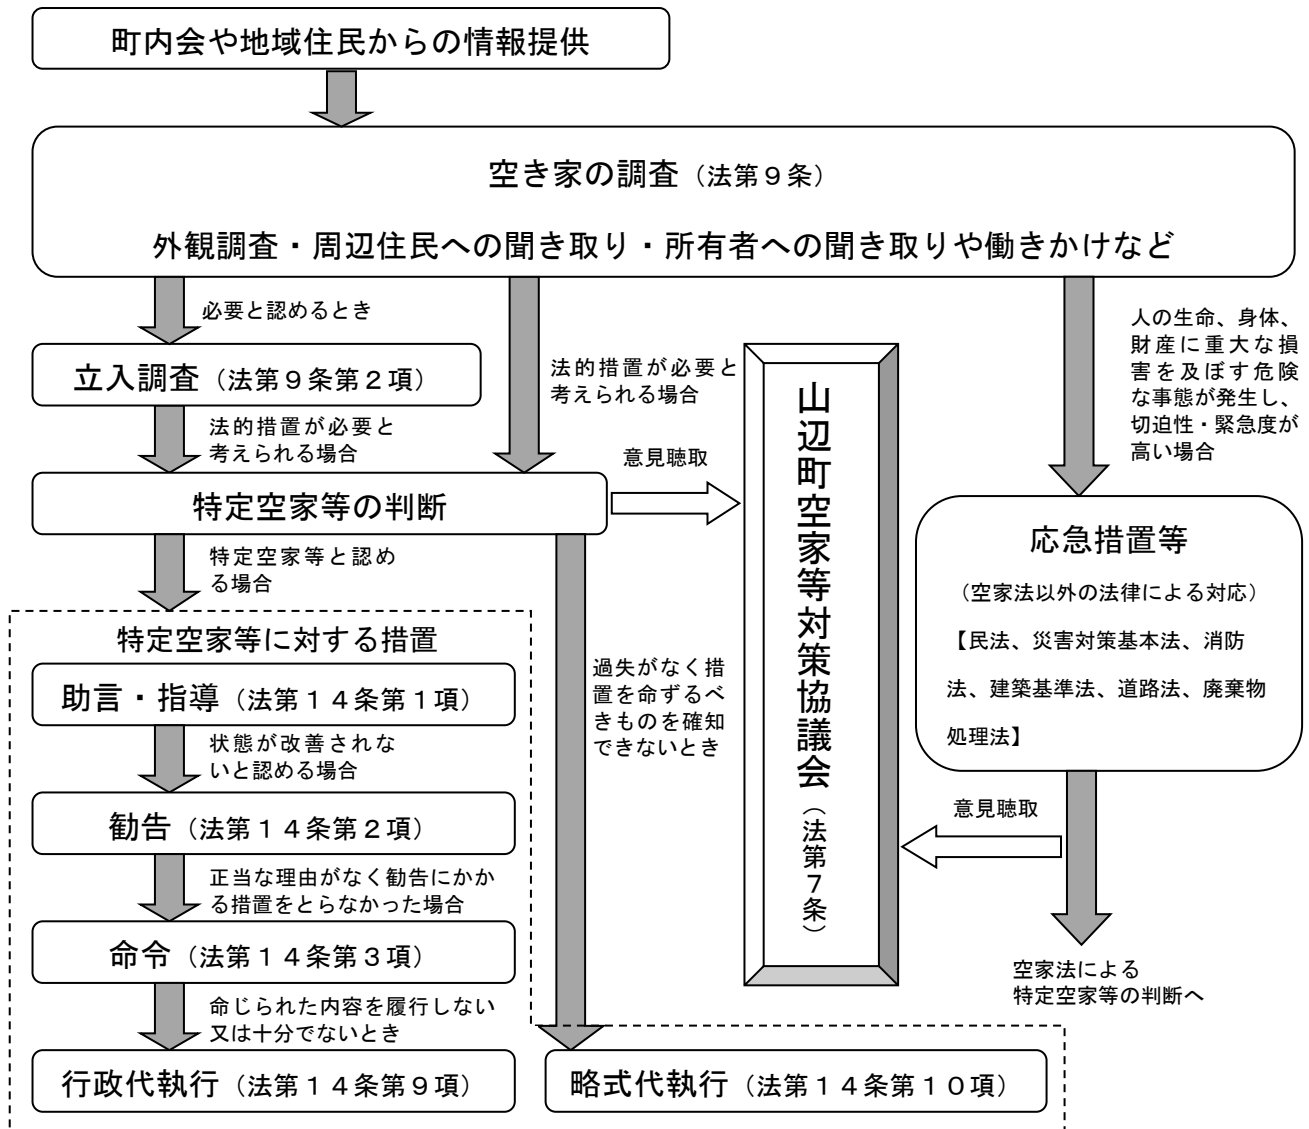 町内会や地域住民からの情報提供
空き家の調査（法第９条）
外観調査・周辺住民への聞き取り・所有者への聞き取りや働きかけなど
必要と認めるとき
立入調査（法第９条第２項）
法的措置が必要と
考えられる場合
法的措置が必要と
考えられる場合
人の生命、身体、
財産に重大な損
害を及ぼす危険
な事態が発生し、
切迫性・緊急度が
高い場合
特定空家等の判断
意見聴取
山辺町空家等対策協議会（法第７条）
応急措置等
（空家法以外の法律による対応）
【民法、災害対策基本法、消防
法、建築基準法、道路法、廃棄物
処理法】
意見聴取
空家法による
特定空家等の判断へ
特定空家等と認め
る場合
特定空家等に対する措置
助言・指導（法第１４条第１項）
状態が改善されな
いと認める場合
勧告（法第１４条第２項）
正当な理由がなく勧告にかか
る措置をとらなかった場合
命令（法第１４条第３項）
命じられた内容を履行しない
又は十分でないとき
行政代執行（法第１４条第９項）
過失がなく措
置を命ずるべ
きものを確知
できないとき
略式代執行（法第１４条第１０項）